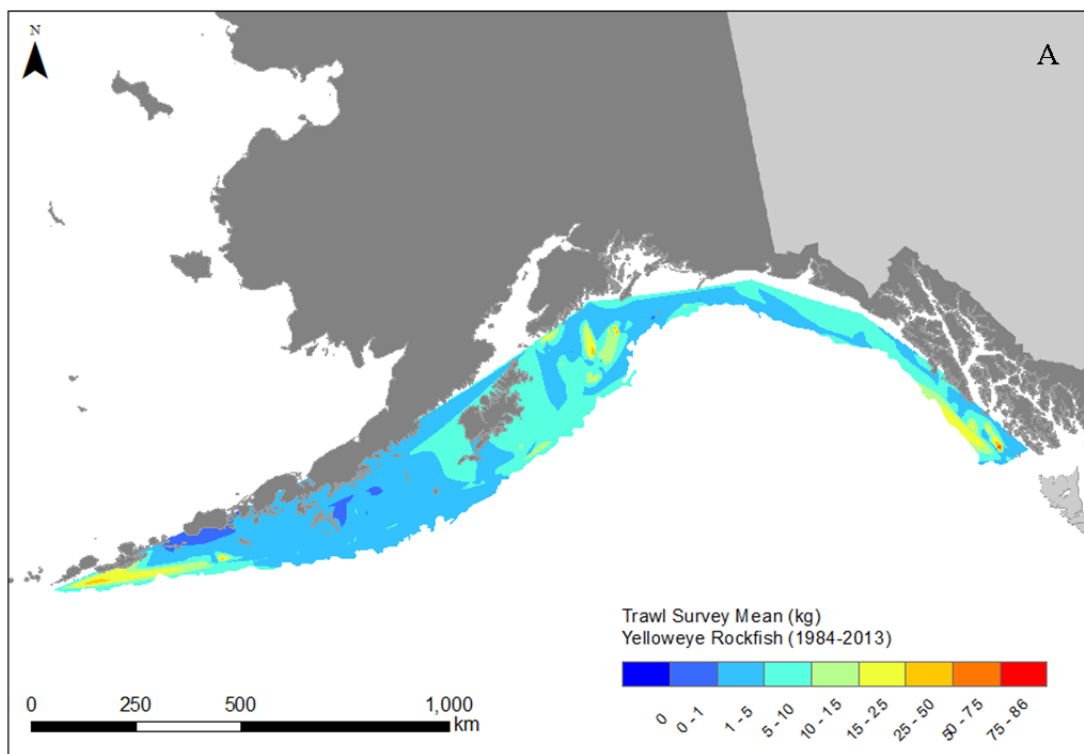 N
A
Trawl Survey Mean (kg)
Yelloweye Rockfish (1984-2013)
0
0 - 1
1 - 5
5 - 10
10 - 15
15 - 25
25 - 50
50 - 75
75 - 86
0 250 500 1,000
km